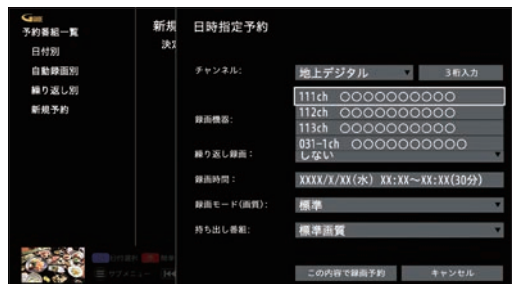 G
予約番組一覧
日付別
自動録画別
繰り返し別
新規予約
新規
決
日時指定予約
チャンネル:
地上デジタル ▼
3桁入力
111ch 〇〇〇〇〇〇〇〇〇〇
112ch 〇〇〇〇〇〇〇〇〇〇
113ch 〇〇〇〇〇〇〇〇〇〇
031-1ch 〇〇〇〇〇〇〇〇〇〇
録画機器:
繰り返し録画:
しない ▼
録画時間:
XXXX/X/XX(水) XX:XX～XX:XX(30分)
録画モード(画質):
標準 ▼
持ち出し番組:
標準画質 ▼
サブメニュー
この内容で録画予約
キャンセル